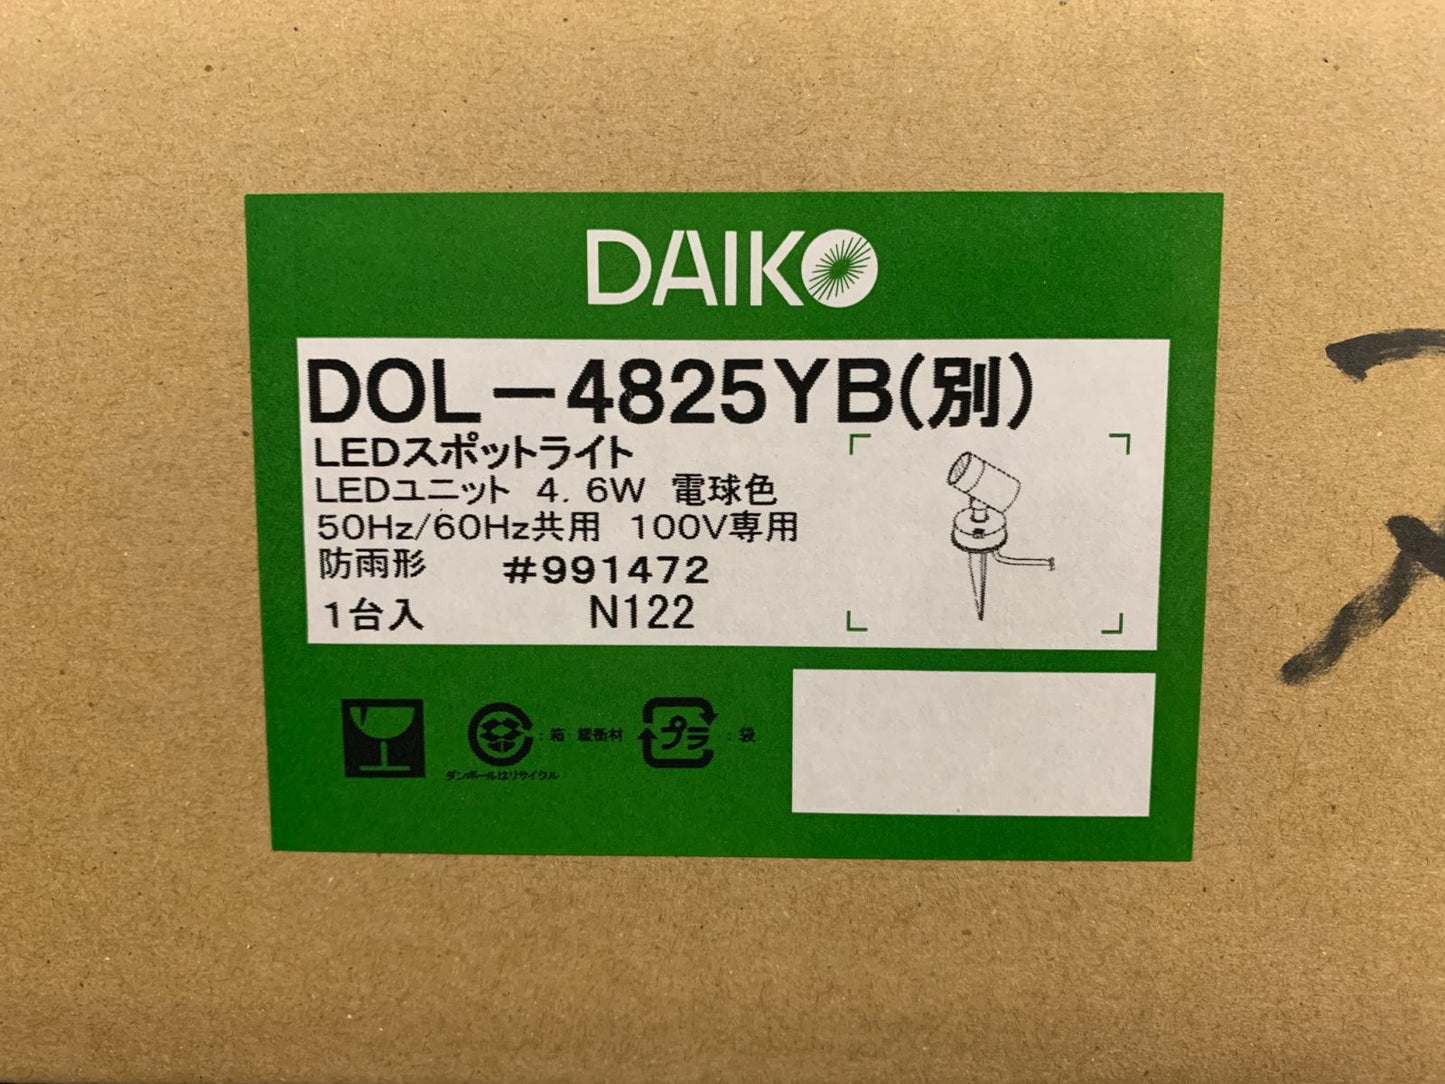 DAIKO
DOL-4825YB(別)
LEDスポットライト
LEDユニット 4.6W 電球色
50Hz/60Hz共用 100V専用
防雨形 #991472
1台入 N122
:箱・緩衝材
ダンボールはリサイクル
プラ :袋